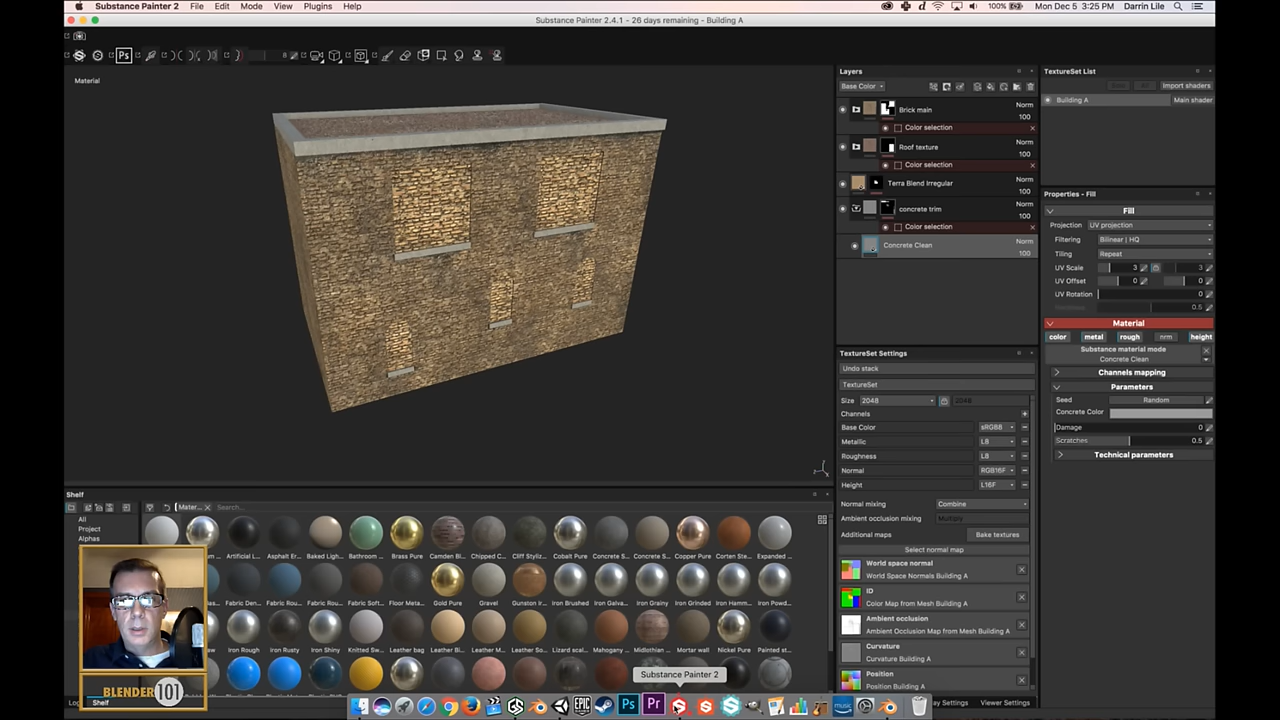 Substance Painter 2 File Edit Mode View Plugins Help
100% Mon Dec 5 3:25 PM Darrin Lile
Substance Painter 2.4.1 - 26 days remaining - Building A
Ps
8
Material
Layers
Base Color
Brick main Norm
100
Color selection
Roof texture Norm
100
Color selection
Terra Blend Irregular Norm
100
concrete trim Norm
100
Color selection
Concrete Clean Norm
100
TextureSet List
Import shaders
Building A Main shader
Properties - Fill
Fill
Projection UV projection
Filtering Bilinear | HQ
Tiling Repeat
UV Scale 3 3
UV Offset 0 0
UV Rotation 0
0.5
Material
color metal rough nrm height
Substance material mode
Concrete Clean
Channels mapping
Parameters
Seed Random
Concrete Color
Damage 0
Scratches 0.5
Technical parameters
TextureSet Settings
Undo stack
TextureSet
Size 2048 2048
Channels
Base Color sRGB8
Metallic L8
Roughness L8
Normal RGB16F
Height L16F
Normal mixing Combine
Ambient occlusion mixing Multiply
Additional maps Bake textures
Select normal map
World space normal
World Space Normals Building A
ID
Color Map from Mesh Building A
Ambient occlusion
Ambient Occlusion Map from Mesh Building A
Curvature
Curvature Building A
Position
Position Building A
Viewer Settings
Shelf
Mater... Search...
All
Project
Alphas
Artificial L... Asphalt Er... Baked Ligh... Bathroom ... Brass Pure Camden Bl... Chipped C... Cliff Styliz... Cobalt Pure Concrete S... Concrete S... Copper Pure Corten Ste... Expanded ...
Fabric Den... Fabric Rou... Fabric Rou... Fabric Soft... Floor Meta... Gold Pure Gravel Gunston Ir... Iron Brushed Iron Galva... Iron Grainy Iron Grinded Iron Hamm... Iron Powd...
Iron Rough Iron Rusty Iron Shiny Knitted Sw... Leather bag Leather Bi... Leather M... Leather So... Lizard scal... Mahogany ... Midlothian ... Mortar wall Nickel Pure Painted st...
Substance Painter 2
BLENDER 101
Shelf
Ps Pr
music